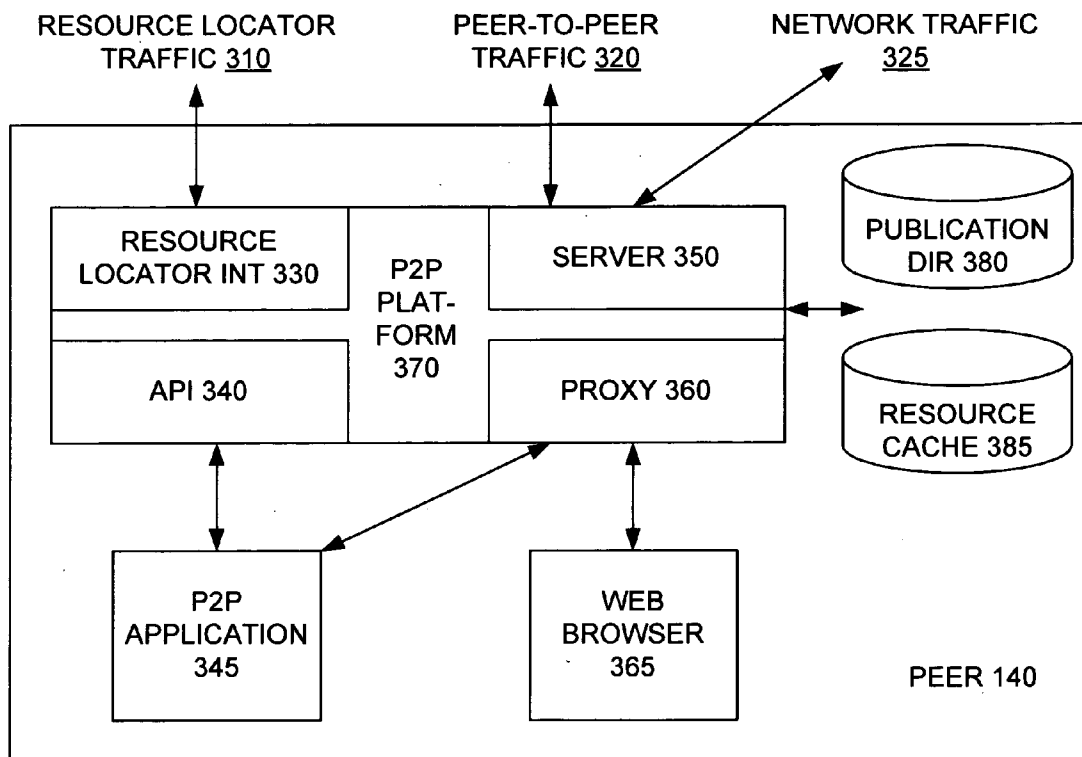 RESOURCE LOCATOR
TRAFFIC 310
PEER-TO-PEER
TRAFFIC 320
NETWORK TRAFFIC
325
RESOURCE
LOCATOR INT 330
P2P
PLAT-
FORM
370
SERVER 350
PUBLICATION
DIR 380
API 340
PROXY 360
RESOURCE
CACHE 385
P2P
APPLICATION
345
WEB
BROWSER
365
PEER 140